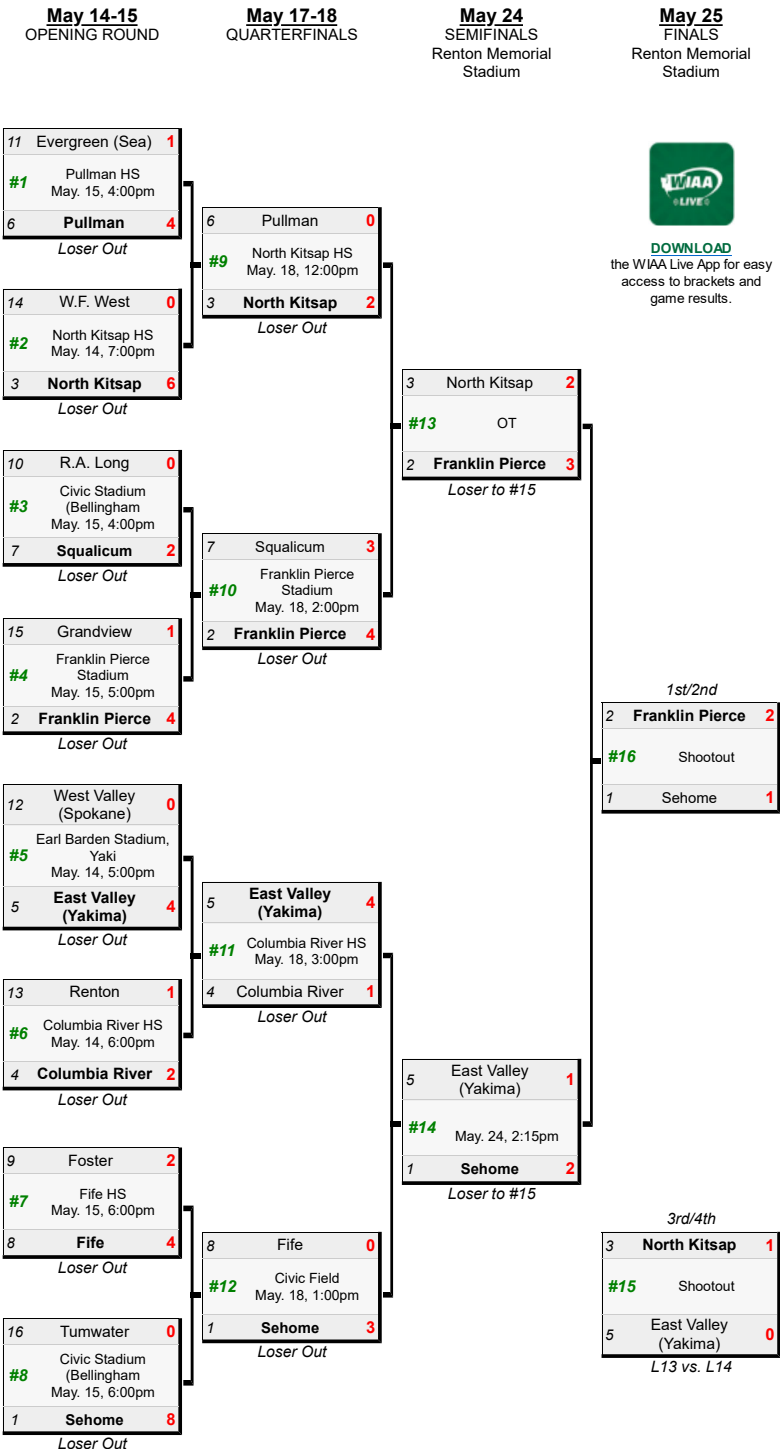 May 14-15
OPENING ROUND
May 17-18
QUARTERFINALS
May 24
SEMIFINALS
Renton Memorial
Stadium
May 25
FINALS
Renton Memorial
Stadium
WIAA
LIVE
DOWNLOAD
the WIAA Live App for easy
access to brackets and
game results.
11 Evergreen (Sea) 1
#1 Pullman HS
May. 15, 4:00pm
6 Pullman 4
Loser Out
14 W.F. West 0
#2 North Kitsap HS
May. 14, 7:00pm
3 North Kitsap 6
Loser Out
10 R.A. Long 0
#3 Civic Stadium
(Bellingham
May. 15, 4:00pm
7 Squalicum 2
Loser Out
15 Grandview 1
#4 Franklin Pierce
Stadium
May. 15, 5:00pm
2 Franklin Pierce 4
Loser Out
12 West Valley
(Spokane) 0
#5 Earl Barden Stadium,
Yaki
May. 14, 5:00pm
5 East Valley
(Yakima) 4
Loser Out
13 Renton 1
#6 Columbia River HS
May. 14, 6:00pm
4 Columbia River 2
Loser Out
9 Foster 2
#7 Fife HS
May. 15, 6:00pm
8 Fife 4
Loser Out
16 Tumwater 0
#8 Civic Stadium
(Bellingham
May. 15, 6:00pm
1 Sehome 8
Loser Out
6 Pullman 0
#9 North Kitsap HS
May. 18, 12:00pm
3 North Kitsap 2
Loser Out
7 Squalicum 3
#10 Franklin Pierce
Stadium
May. 18, 2:00pm
2 Franklin Pierce 4
Loser Out
5 East Valley
(Yakima) 4
#11 Columbia River HS
May. 18, 3:00pm
4 Columbia River 1
Loser Out
8 Fife 0
#12 Civic Field
May. 18, 1:00pm
1 Sehome 3
Loser Out
3 North Kitsap 2
#13 OT
2 Franklin Pierce 3
Loser to #15
5 East Valley
(Yakima) 1
#14 May. 24, 2:15pm
1 Sehome 2
Loser to #15
1st/2nd
2 Franklin Pierce 2
#16 Shootout
1 Sehome 1
3rd/4th
3 North Kitsap 1
#15 Shootout
5 East Valley
(Yakima) 0
L13 vs. L14